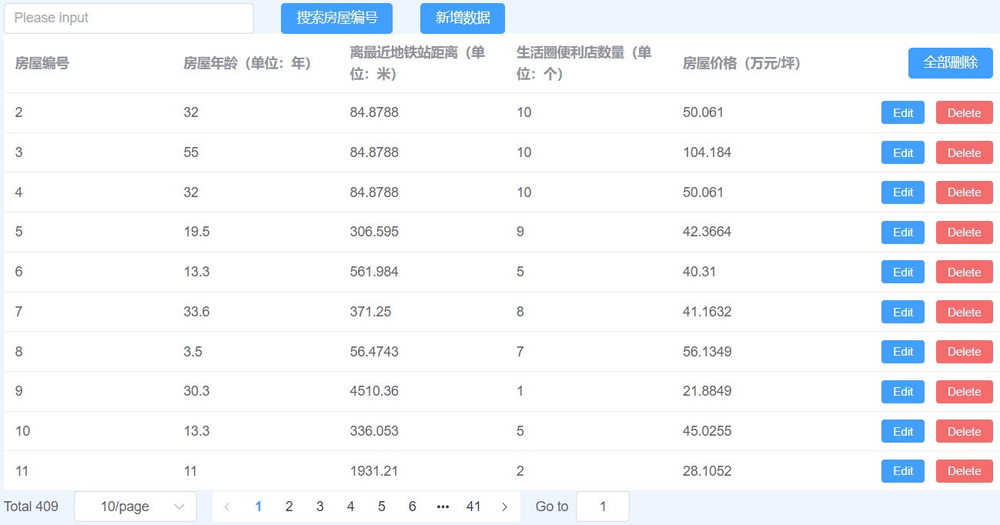 Please input 搜索房屋编号 新增数据
房屋编号 房屋年龄（单位：年） 离最近地铁站距离（单位：米） 生活圈便利店数量（单位：个） 房屋价格（万元/坪） 全部删除
2 32 84.8788 10 50.061 Edit Delete
3 55 84.8788 10 104.184 Edit Delete
4 32 84.8788 10 50.061 Edit Delete
5 19.5 306.595 9 42.3664 Edit Delete
6 13.3 561.984 5 40.31 Edit Delete
7 33.6 371.25 8 41.1632 Edit Delete
8 3.5 56.4743 7 56.1349 Edit Delete
9 30.3 4510.36 1 21.8849 Edit Delete
10 13.3 336.053 5 45.0255 Edit Delete
11 11 1931.21 2 28.1052 Edit Delete
Total 409 10/page 1 2 3 4 5 6 ••• 41 Go to 1